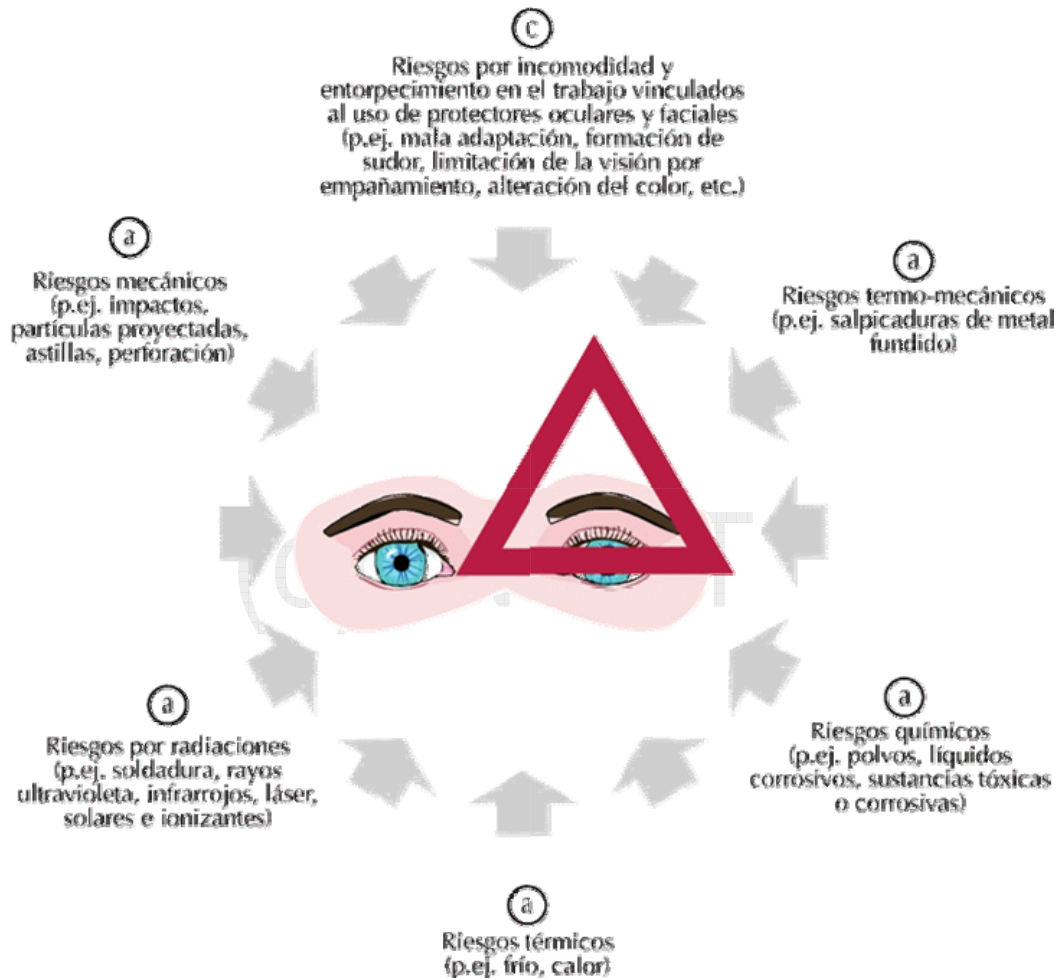 c
Riesgos por incomodidad y
entorpecimiento en el trabajo vinculados
al uso de protectores oculares y faciales
(p.ej. mala adaptación, formación de
sudor, limitación de la visión por
empañamiento, alteración del color, etc.)
a
Riesgos mecánicos
(p.ej. impactos,
partículas proyectadas,
astillas, perforación)
a
Riesgos termo-mecánicos
(p.ej. salpicaduras de metal
fundido)
a
Riesgos por radiaciones
(p.ej. soldadura, rayos
ultravioleta, infrarrojos, láser,
solares e ionizantes)
a
Riesgos químicos
(p.ej. polvos, líquidos
corrosivos, sustancias tóxicas
o corrosivas)
a
Riesgos térmicos
(p.ej. frío, calor)